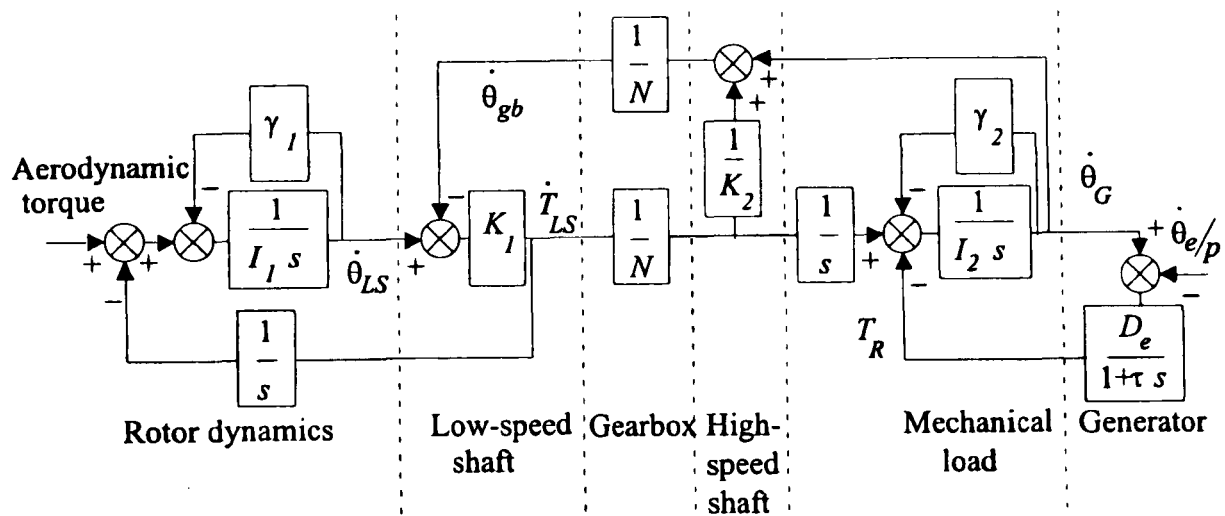 1
N
+
+
θ̇gb
γ1
1
K2
γ2
Aerodynamic
torque
−
−
−
θ̇G
1
I1 s
K1
ṪLS
1
N
1
s
1
I2 s
+ θ̇e/p
+
+
θ̇LS
+
+
−
−
−
1
s
TR
De
1+τ s
Rotor dynamics
Low-speed
shaft
Gearbox
High-
speed
shaft
Mechanical
load
Generator